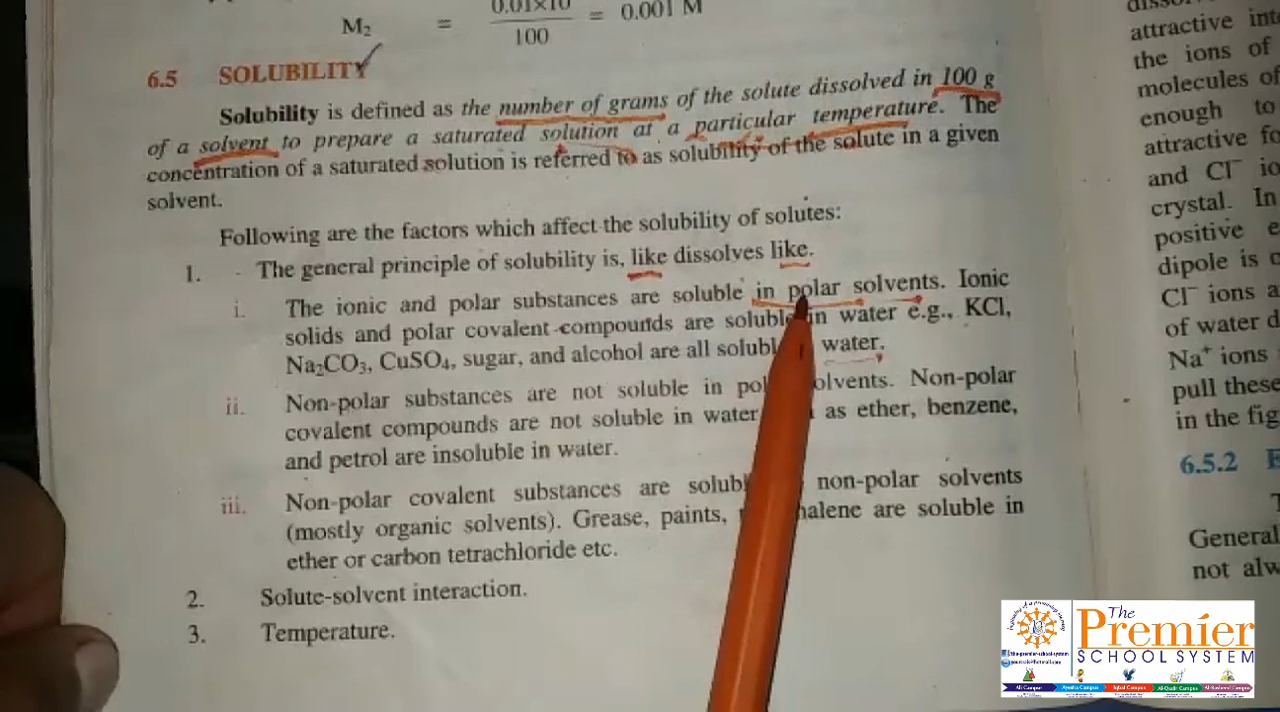 M₂ = 0.01×10 / 100 = 0.001 M
6.5 SOLUBILITY
Solubility is defined as the number of grams of the solute dissolved in 100 g
of a solvent to prepare a saturated solution at a particular temperature. The
concentration of a saturated solution is referred to as solubility of the solute in a given
solvent.
Following are the factors which affect the solubility of solutes:
1. The general principle of solubility is, like dissolves like.
i. The ionic and polar substances are soluble in polar solvents. Ionic
solids and polar covalent compounds are soluble in water e.g., KCl,
Na₂CO₃, CuSO₄, sugar, and alcohol are all solubl water.
ii. Non-polar substances are not soluble in pol olvents. Non-polar
covalent compounds are not soluble in water as ether, benzene,
and petrol are insoluble in water.
iii. Non-polar covalent substances are solubl non-polar solvents
(mostly organic solvents). Grease, paints, halene are soluble in
ether or carbon tetrachloride etc.
2. Solute-solvent interaction.
3. Temperature.
attractive int
the ions of
molecules of
enough to
attractive fo
and Cl⁻ io
crystal. In
positive e
dipole is
Cl⁻ ions a
of water d
Na⁺ ions
pull these
in the fig
6.5.2 E
General
not alw
The
Premier
SCHOOL SYSTEM